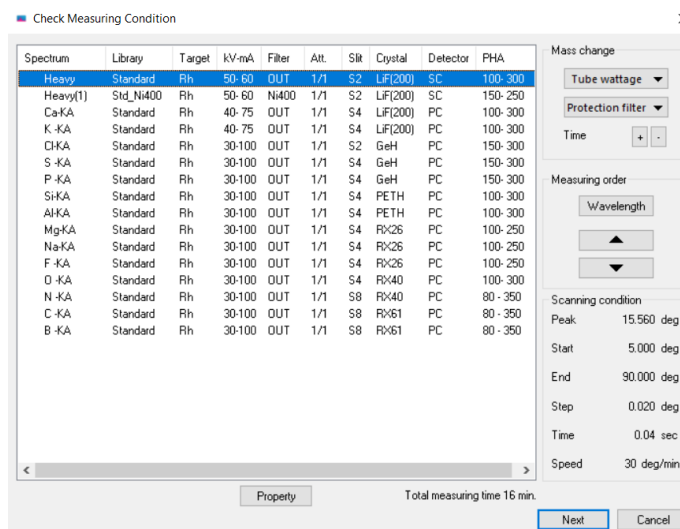 Check Measuring Condition
Spectrum Library Target kV-mA Filter Att. Slit Crystal Detector PHA
Heavy Standard Rh 50- 60 OUT 1/1 S2 LiF(200) SC 100- 300
Heavy(1) Std_Ni400 Rh 50- 60 Ni400 1/1 S2 LiF(200) SC 150- 250
Ca-KA Standard Rh 40- 75 OUT 1/1 S4 LiF(200) PC 100- 300
K -KA Standard Rh 40- 75 OUT 1/1 S4 LiF(200) PC 100- 300
Cl-KA Standard Rh 30-100 OUT 1/1 S2 GeH PC 150- 300
S -KA Standard Rh 30-100 OUT 1/1 S4 GeH PC 150- 300
P -KA Standard Rh 30-100 OUT 1/1 S4 GeH PC 150- 300
Si-KA Standard Rh 30-100 OUT 1/1 S4 PETH PC 100- 300
Al-KA Standard Rh 30-100 OUT 1/1 S4 PETH PC 100- 300
Mg-KA Standard Rh 30-100 OUT 1/1 S4 RX26 PC 100- 250
Na-KA Standard Rh 30-100 OUT 1/1 S4 RX26 PC 100- 250
F -KA Standard Rh 30-100 OUT 1/1 S4 RX26 PC 100- 250
O -KA Standard Rh 30-100 OUT 1/1 S4 RX40 PC 100- 300
N -KA Standard Rh 30-100 OUT 1/1 S8 RX40 PC 80 - 350
C -KA Standard Rh 30-100 OUT 1/1 S8 RX61 PC 80 - 350
B -KA Standard Rh 30-100 OUT 1/1 S8 RX61 PC 80 - 350
Property
Total measuring time 16 min.
Mass change
Tube wattage
Protection filter
Time + -
Measuring order
Wavelength
Scanning condition
Peak 15.560 deg
Start 5.000 deg
End 90.000 deg
Step 0.020 deg
Time 0.04 sec
Speed 30 deg/min
Next Cancel